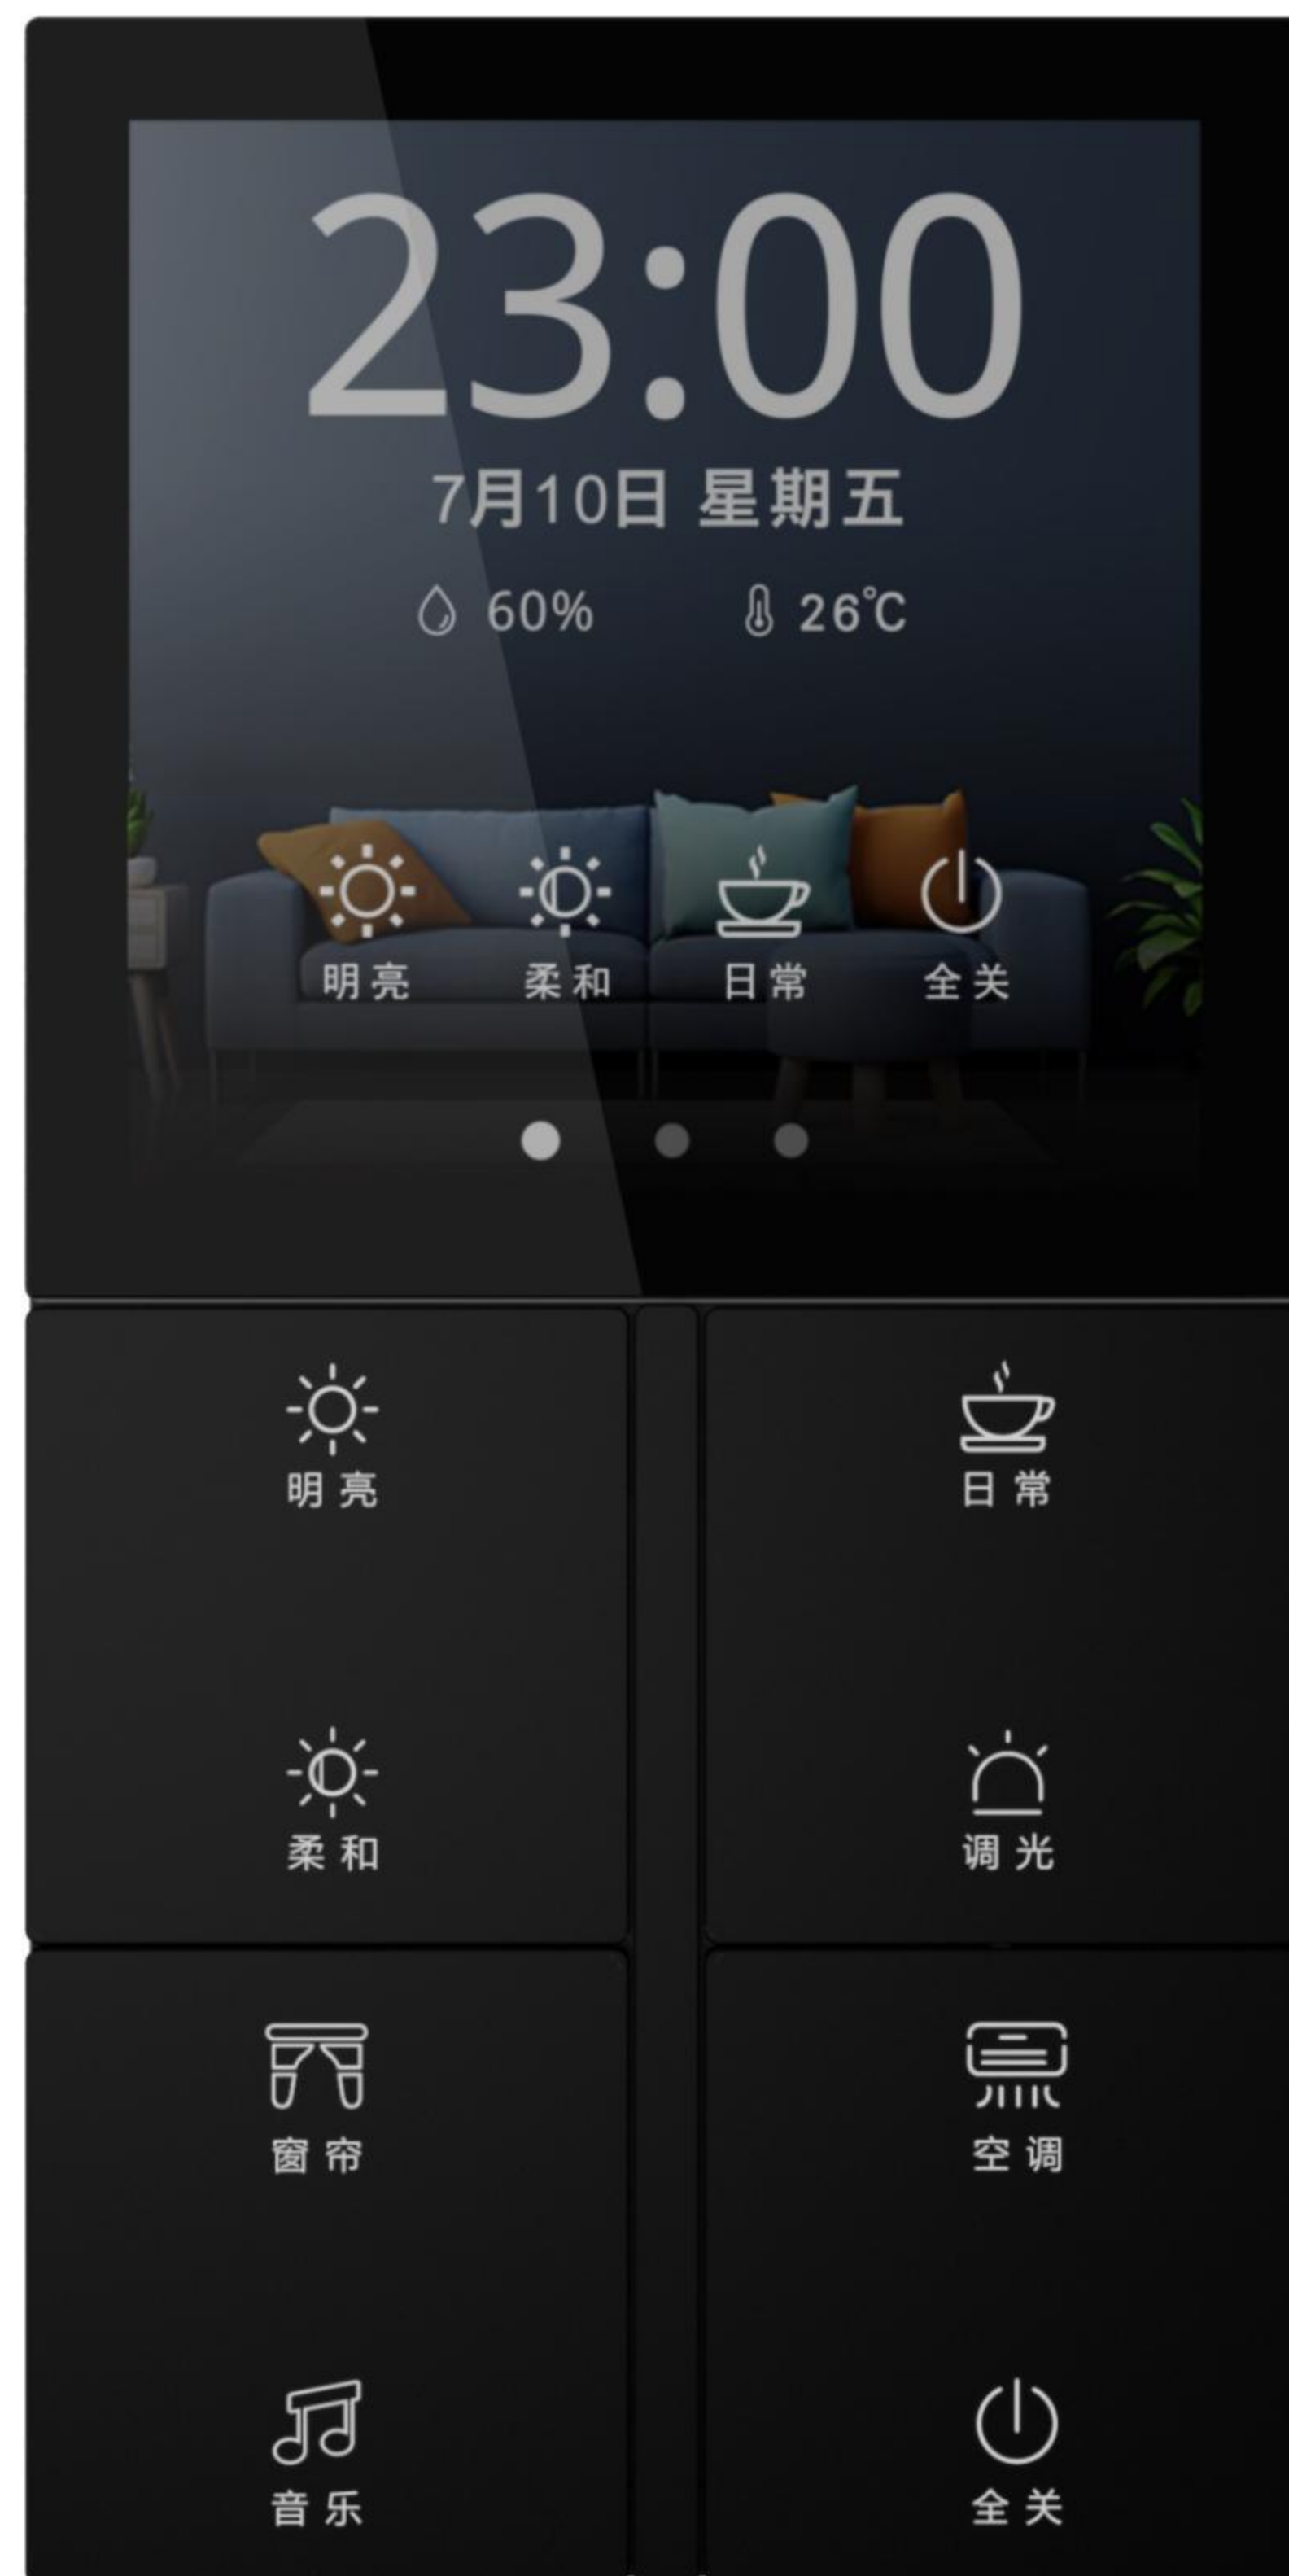 23:00
7月10日 星期五
60% 26℃
明亮 柔和 日常 全关
明亮 日常
柔和 调光
窗帘 空调
音乐 全关